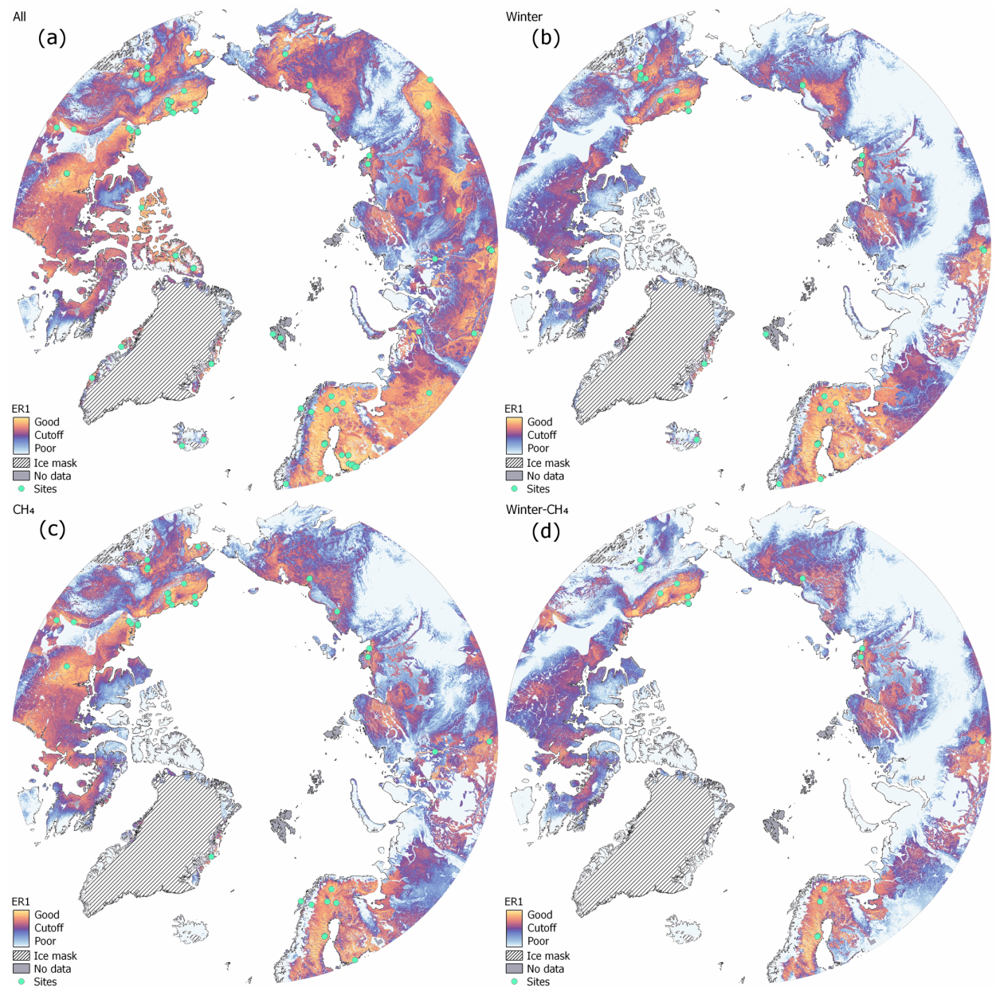 All
(a)
ER1
Good
Cutoff
Poor
Ice mask
No data
Sites
Winter
(b)
ER1
Good
Cutoff
Poor
Ice mask
No data
Sites
CH₄
(c)
ER1
Good
Cutoff
Poor
Ice mask
No data
Sites
Winter-CH₄
(d)
ER1
Good
Cutoff
Poor
Ice mask
No data
Sites